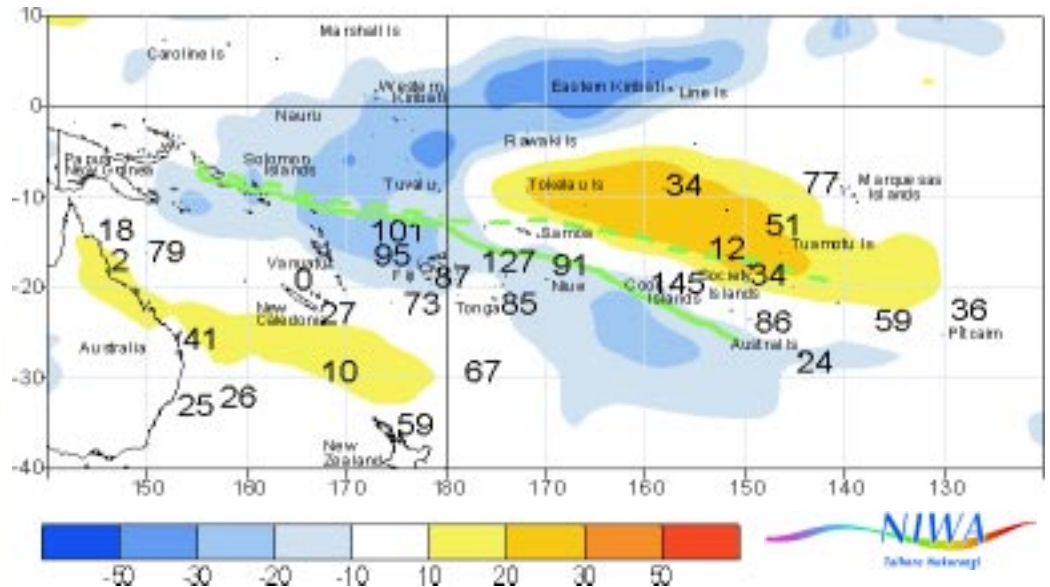 10
Marshall Is
Caroline Is
Western Kiribati
Eastern Kiribati
Line Is
0
Nauru
Rawaki Is
Papua New Guinea
Solomon Islands
Tuvalu
Tokelau Is
34
77
Marquesas Islands
-10
18
101
Samoa
51
2
79
95
12
Tuamotu Is
Vanuatu
Fiji
127
91
0
87
Niue
145
Society Islands
34
-20
New Caledonia
27
73
Tonga
85
Cook Islands
86
59
36
Pitcairn
Australia
41
Australs
24
10
67
-30
25
26
59
New Zealand
-40
150 160 170 180 170 160 150 140 130
-50 -30 -20 -10 10 20 30 50
NIWA
Taihoro Nukurangi